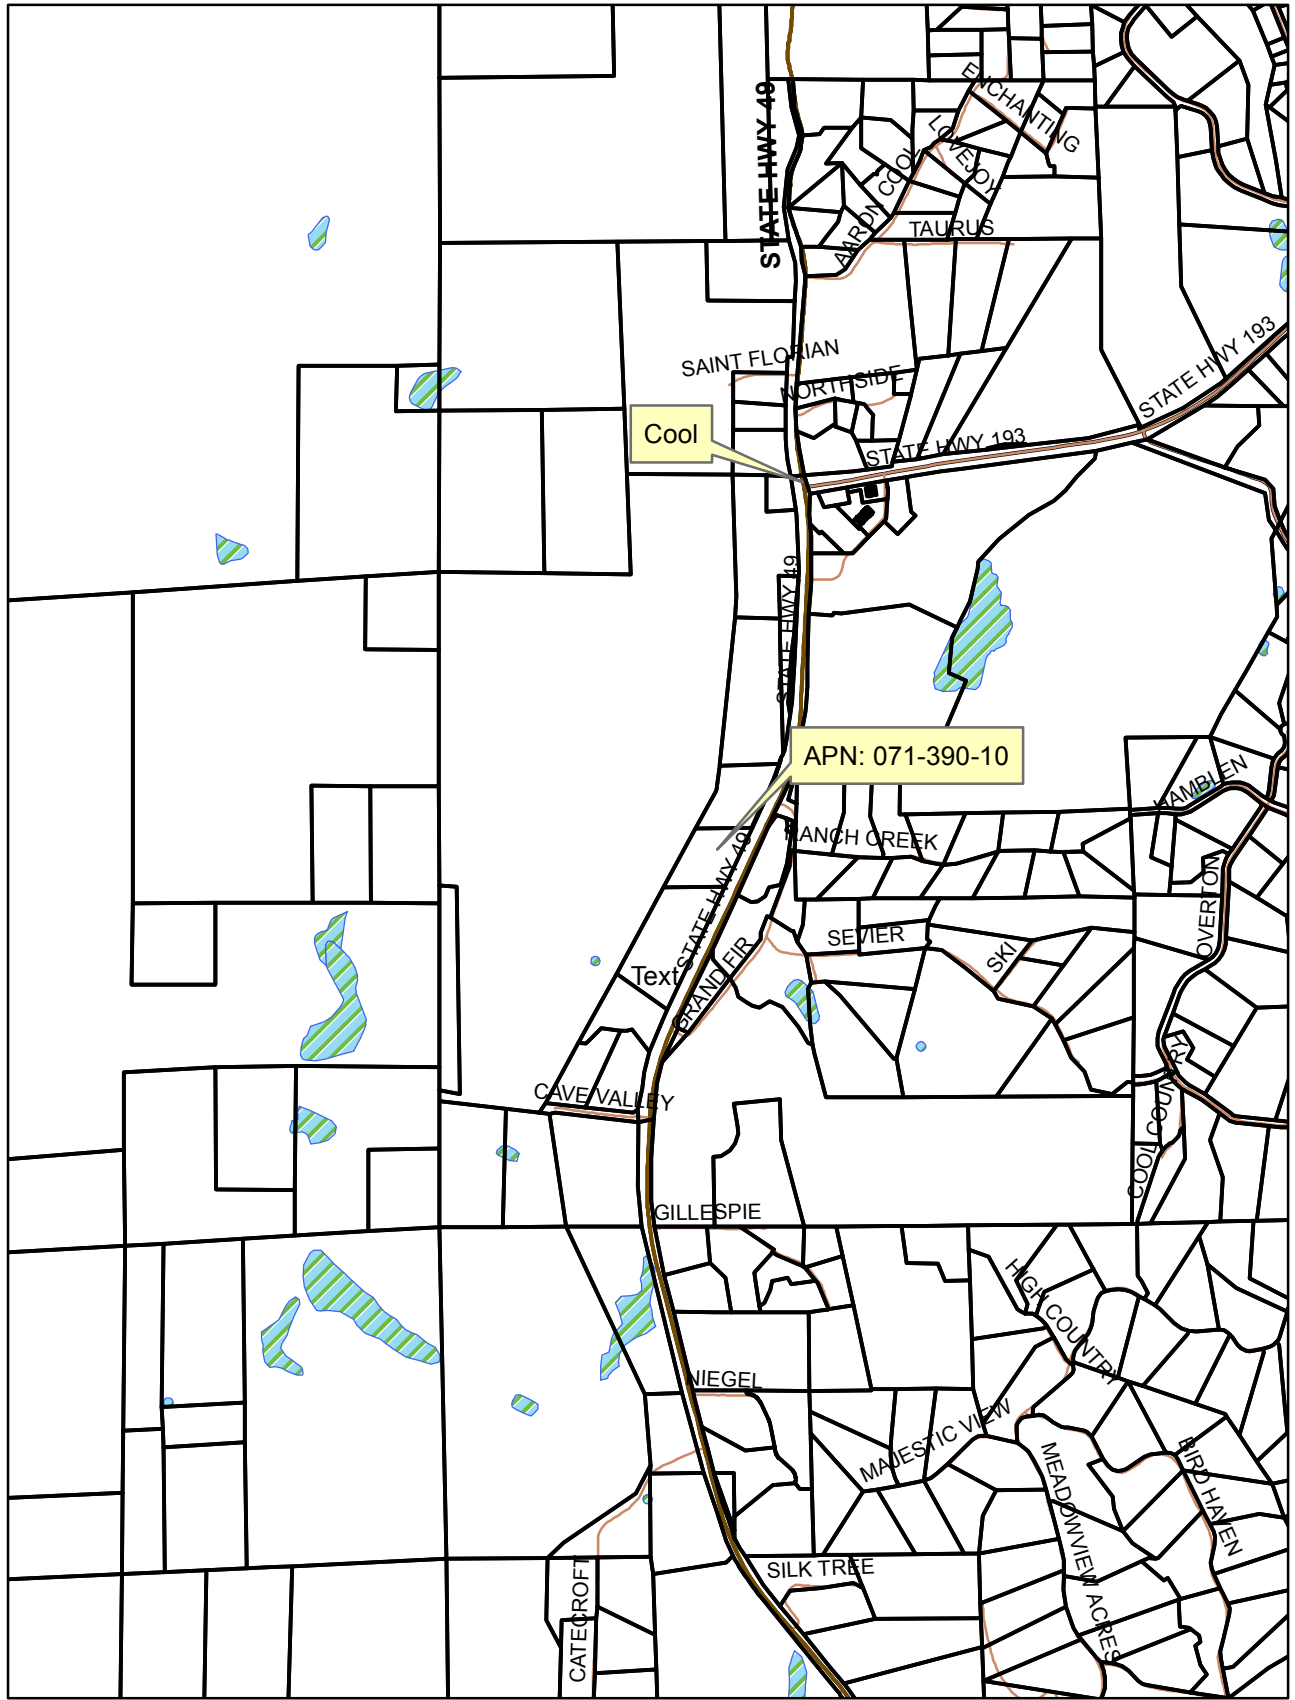 ENCHANTING
STATE HWY 49
LOVEJOY
AARON COOL
TAURUS
STATE HWY 193
SAINT FLORIAN
NORTHSIDE
Cool
STATE HWY 193
STATE HWY 49
APN: 071-390-10
HAMBLEN
RANCH CREEK
STATE HWY 49
OVERTON
SEVIER
SKI
GRAND FIR
Text
CAVE VALLEY
COOL COUNTRY
GILLESPIE
HIGH COUNTRY
NIEGEL
MAJESTIC VIEW
MEADOWVIEW ACRES
BIRD HAVEN
SILK TREE
CATECROFT